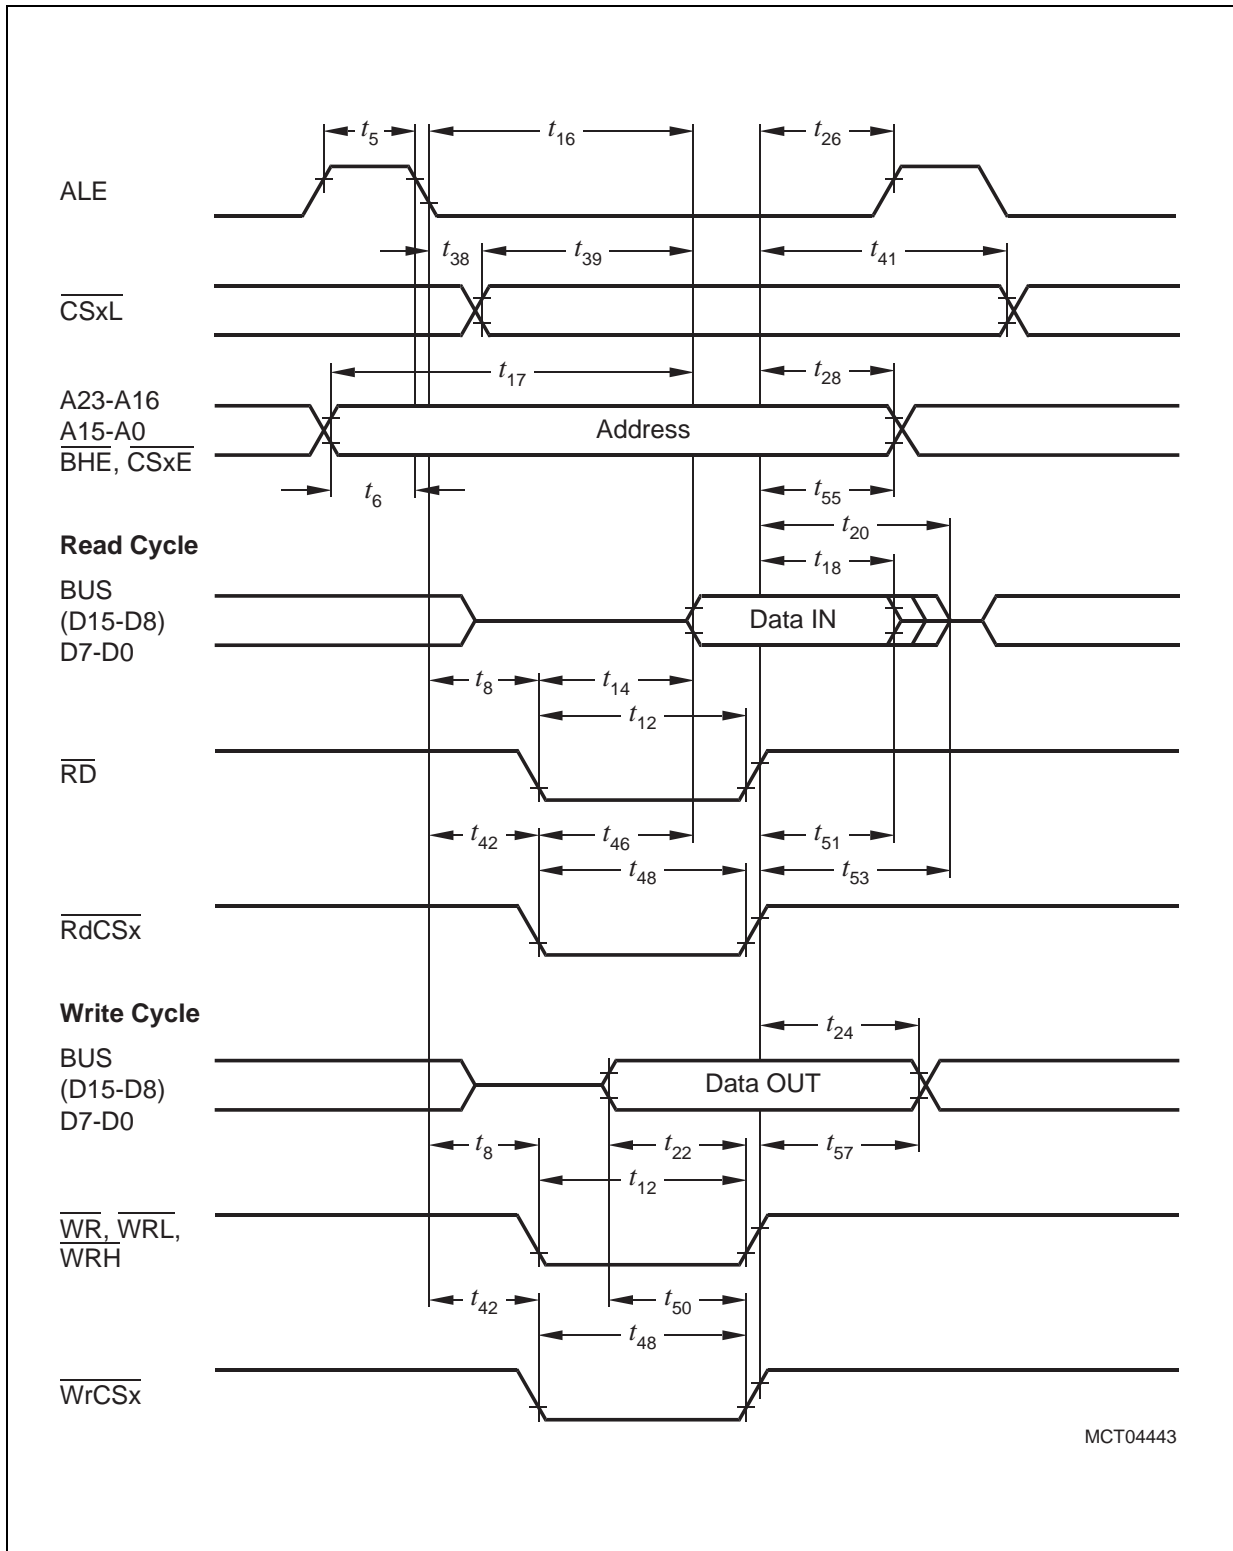 t5 t16 t26
ALE
t38 t39 t41
CSxL
t17 t28
A23-A16
A15-A0
BHE, CSxE
Address
t6 t55
t20
Read Cycle
t18
BUS
(D15-D8)
D7-D0
Data IN
t8 t14
t12
RD
t42 t46 t51
t48 t53
RdCSx
Write Cycle
t24
BUS
(D15-D8)
D7-D0
Data OUT
t8 t22 t57
t12
WR, WRL,
WRH
t42 t50
t48
WrCSx
MCT04443